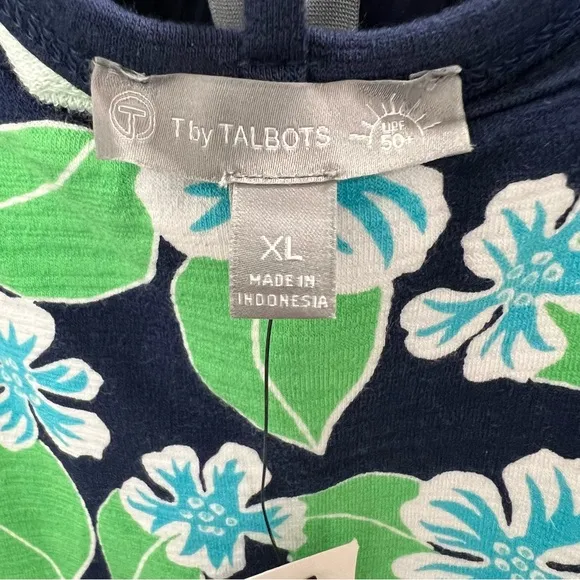 T by TALBOTS
UPF
50+
XL
MADE IN
INDONESIA